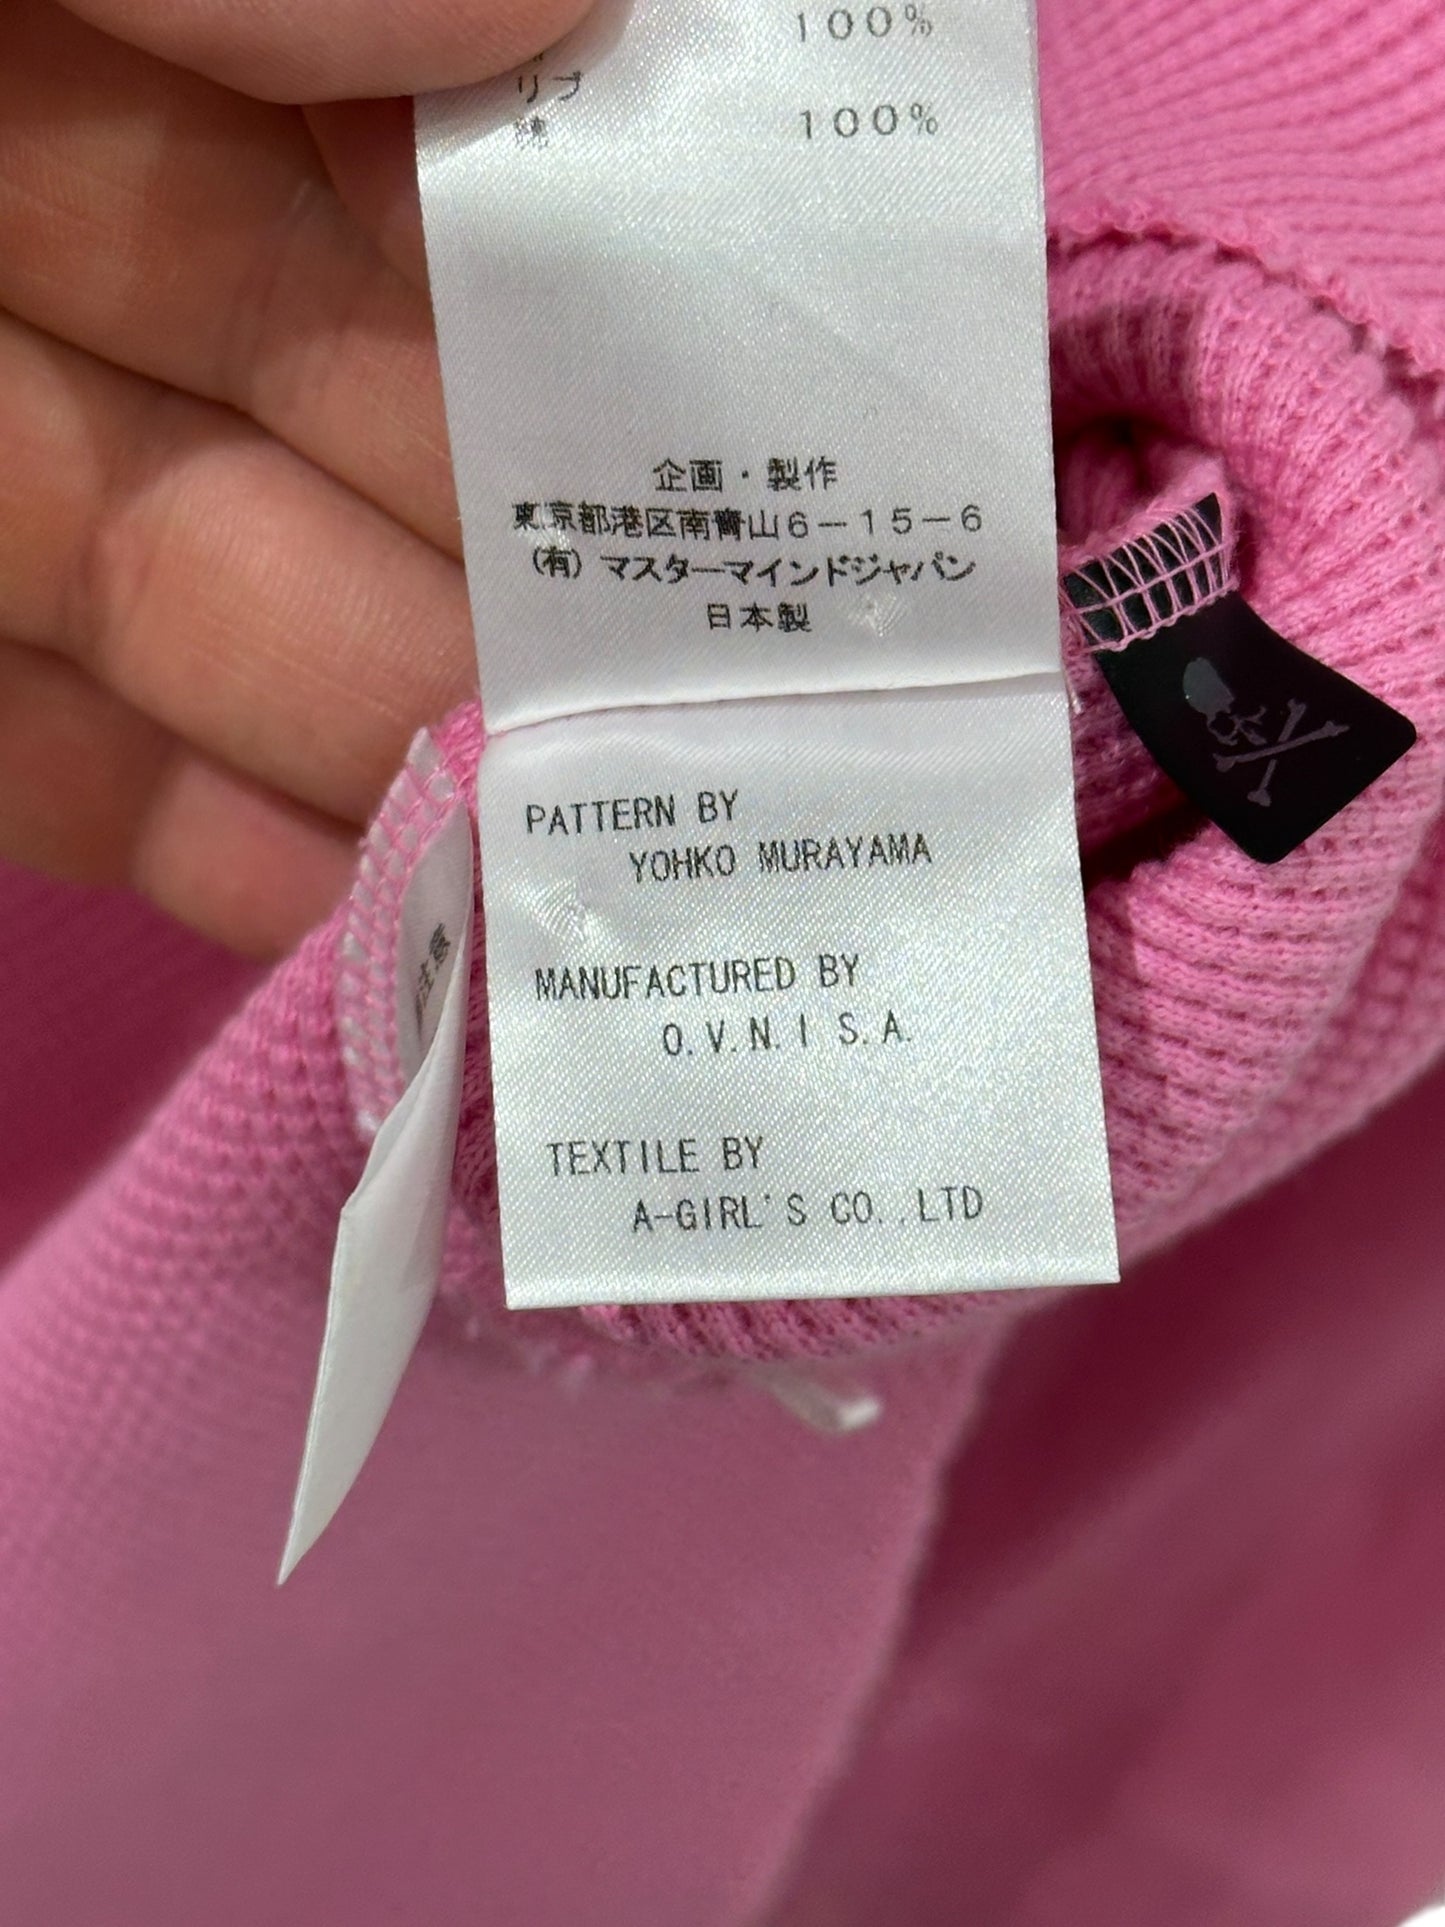 100%
リブ
100%
企画・製作
東京都港区南青山6-15-6
(有) マスターマインドジャパン
日本製
PATTERN BY
YOHKO MURAYAMA
MANUFACTURED BY
O.V.N.I S.A.
TEXTILE BY
A-GIRL'S CO.,LTD
注意